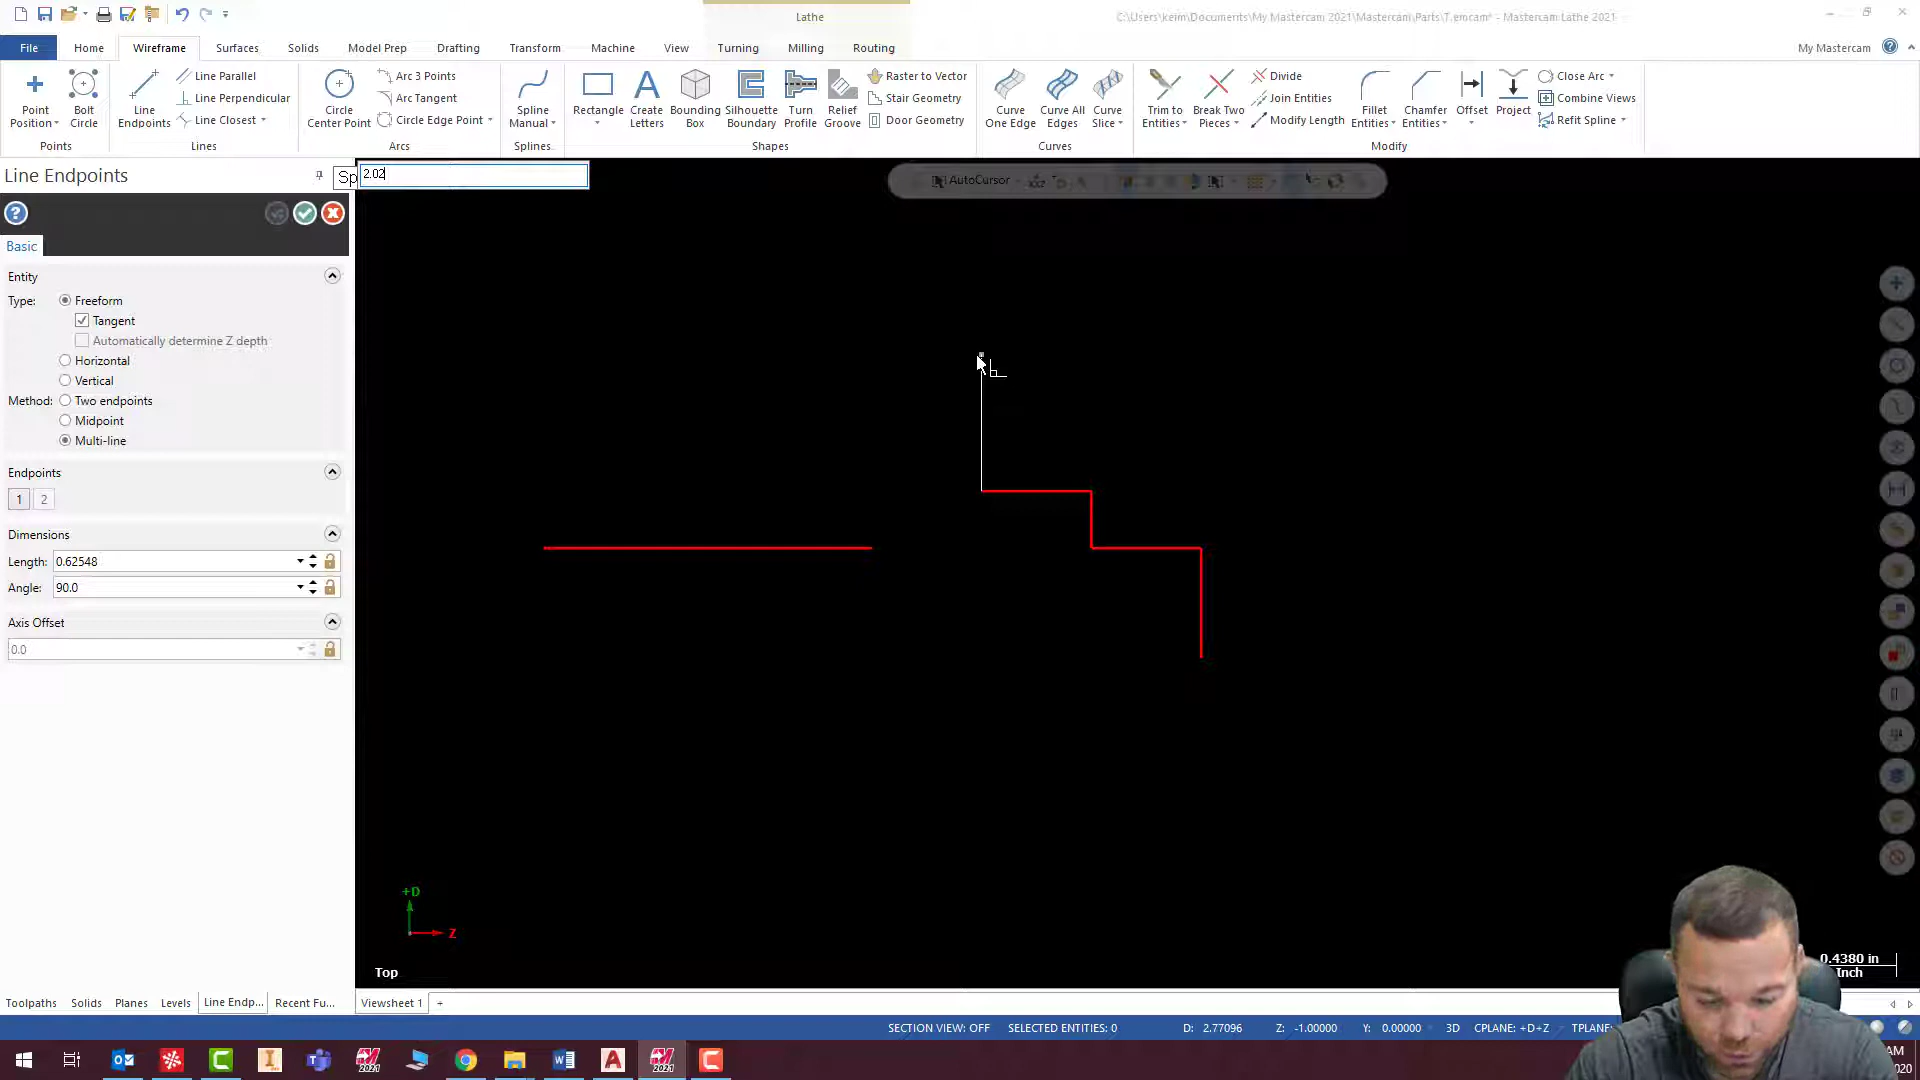 Lathe
C:\Users\keim\Documents\My Mastercam 2021\Mastercam\Parts\T.emcam* - Mastercam Lathe 2021
File Home Wireframe Surfaces Solids Model Prep Drafting Transform Machine View Turning Milling Routing My Mastercam
Point Position
Bolt Circle
Points
Line Endpoints
Line Parallel
Line Perpendicular
Line Closest
Lines
Circle Center Point
Arc 3 Points
Arc Tangent
Circle Edge Point
Arcs
Spline Manual
Splines
Rectangle
Create Letters
Bounding Box
Silhouette Boundary
Turn Profile
Relief Groove
Raster to Vector
Stair Geometry
Door Geometry
Shapes
Curve One Edge
Curve All Edges
Curve Slice
Curves
Trim to Entities
Break Two Pieces
Divide
Join Entities
Modify Length
Fillet Entities
Chamfer Entities
Offset
Project
Close Arc
Combine Views
Refit Spline
Modify
Line Endpoints
Sp 2.02
AutoCursor
Basic
Entity
Type: Freeform
Tangent
Automatically determine Z depth
Horizontal
Vertical
Method: Two endpoints
Midpoint
Multi-line
Endpoints
1 2
Dimensions
Length: 0.62548
Angle: 90.0
Axis Offset
0.0
+D
Z
Top
0.4380 in
Inch
Toolpaths Solids Planes Levels Line Endp... Recent Fu... Viewsheet 1 +
SECTION VIEW: OFF SELECTED ENTITIES: 0 D: 2.77096 Z: -1.00000 Y: 0.00000 3D CPLANE: +D+Z TPLANE:
2021
2021
AM